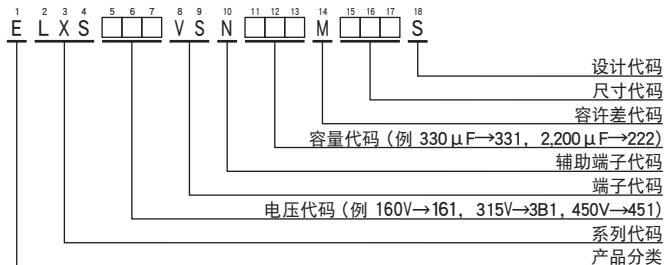 1 2 3 4 5 6 7 8 9 10 11 12 13 14 15 16 17 18
E L X S □□□ V S N □□□ M □□□ S
设计代码
尺寸代码
容许差代码
容量代码 (例 330μF→331, 2,200μF→222)
辅助端子代码
端子代码
电压代码 (例 160V→161, 315V→3B1, 450V→451)
系列代码
产品分类